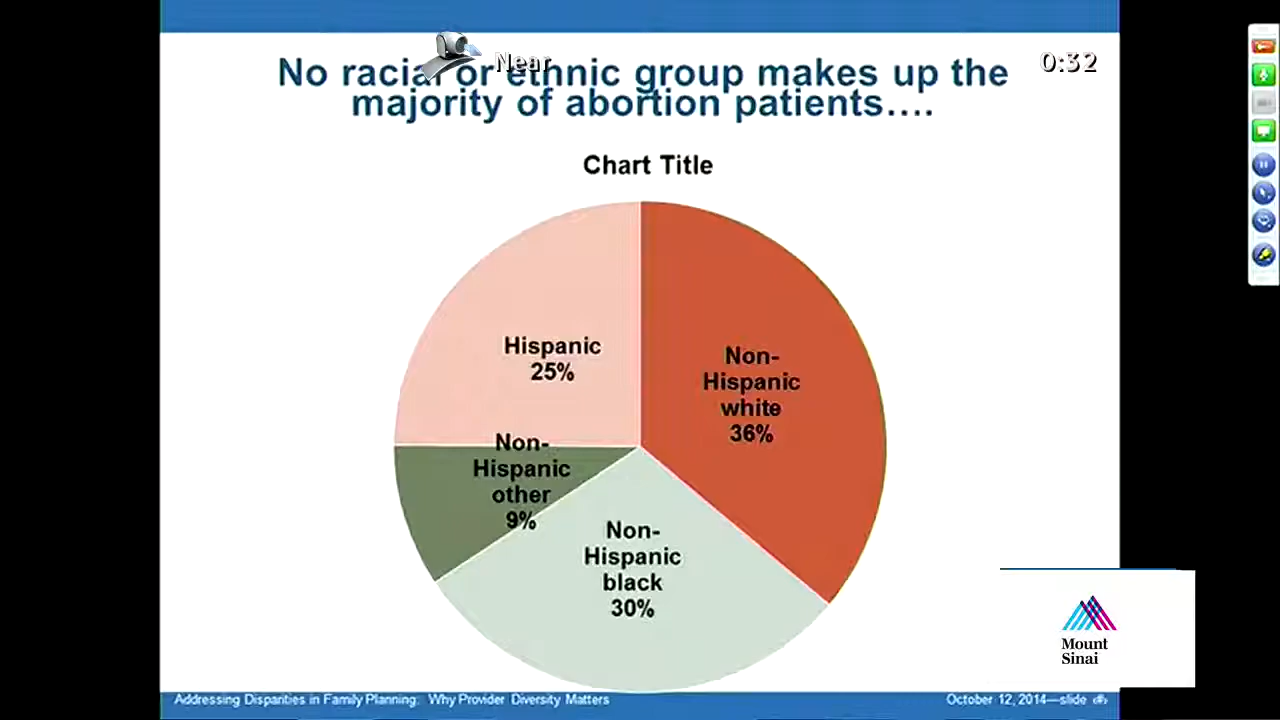 Near
0:32
No racial or ethnic group makes up the
majority of abortion patients....
Chart Title
Hispanic
25%
Non-
Hispanic
white
36%
Non-
Hispanic
other
9%
Non-
Hispanic
black
30%
Mount
Sinai
Addressing Disparities in Family Planning: Why Provider Diversity Matters
October 12, 2014—slide